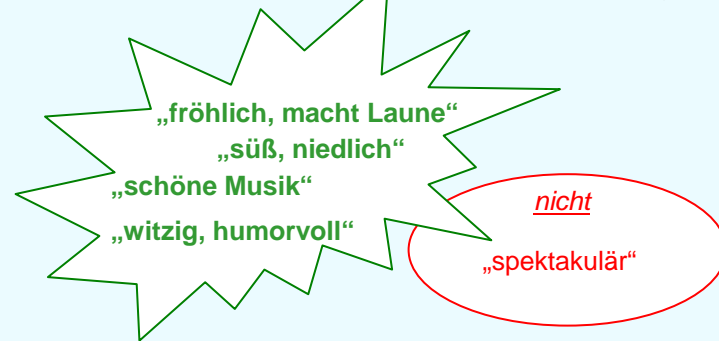 „fröhlich, macht Laune“
„süß, niedlich“
„schöne Musik“
„witzig, humorvoll“
nicht
„spektakulär“